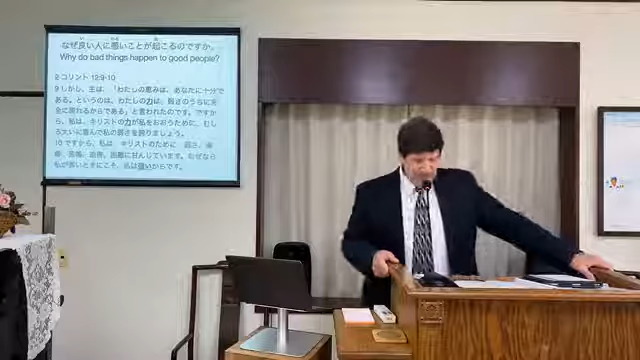 なぜ良い人に悪いことが起こるのですか。
Why do bad things happen to good people?
2コリント 12:9-10
9 しかし、主は、「わたしの恵みは、あなたに十分で
ある。というのは、わたしの力は、弱さのうちに完
全に現れるからである」と言われたのです。ですか
ら、私は、キリストの力が私をおおうために、むし
ろ大いに喜んで私の弱さを誇りましょう。
10 ですから、私は、キリストのために、弱さ、侮
辱、苦痛、迫害、困難に甘んじています。なぜなら
私が弱いときにこそ、私は強いからです。